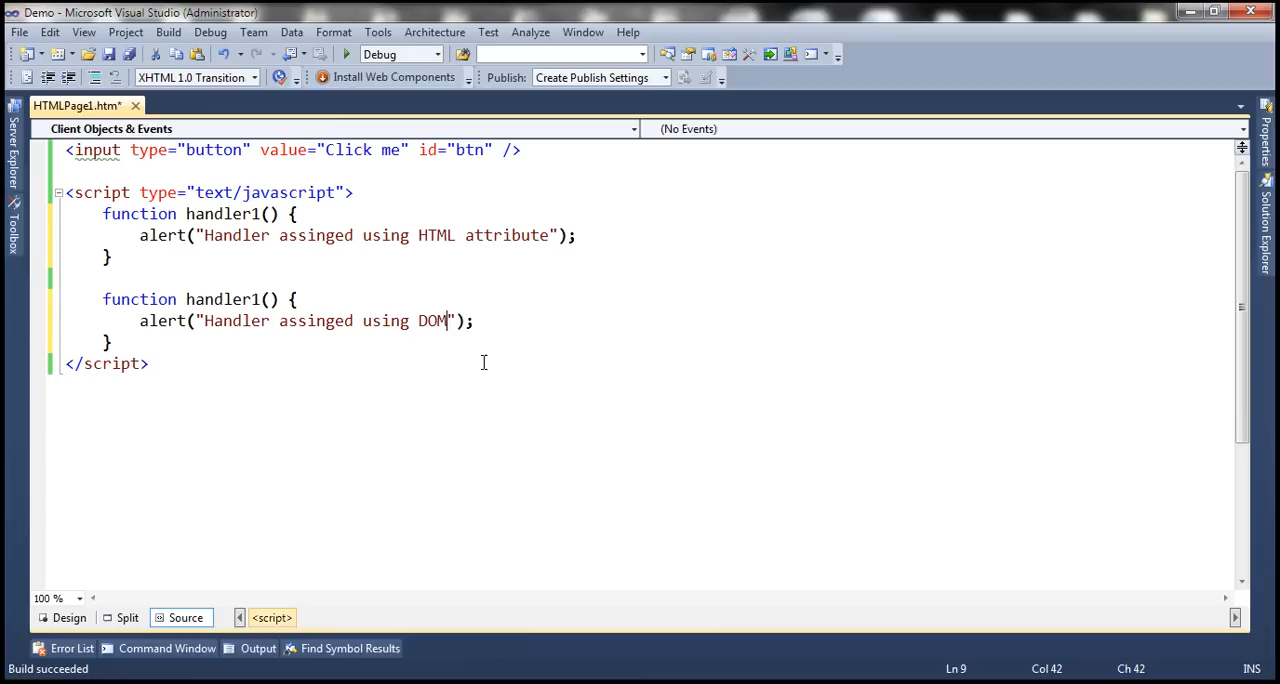 Demo - Microsoft Visual Studio (Administrator)
File Edit View Project Build Debug Team Data Format Tools Architecture Test Analyze Window Help
Debug
XHTML 1.0 Transition Install Web Components Publish: Create Publish Settings
HTMLPage1.htm*
Client Objects & Events (No Events)
<input type="button" value="Click me" id="btn" />
<script type="text/javascript">
function handler1() {
alert("Handler assinged using HTML attribute");
}
function handler1() {
alert("Handler assinged using DOM");
}
</script>
Server Explorer
Toolbox
Properties
Solution Explorer
100 %
Design Split Source <script>
Error List Command Window Output Find Symbol Results
Build succeeded Ln 9 Col 42 Ch 42 INS